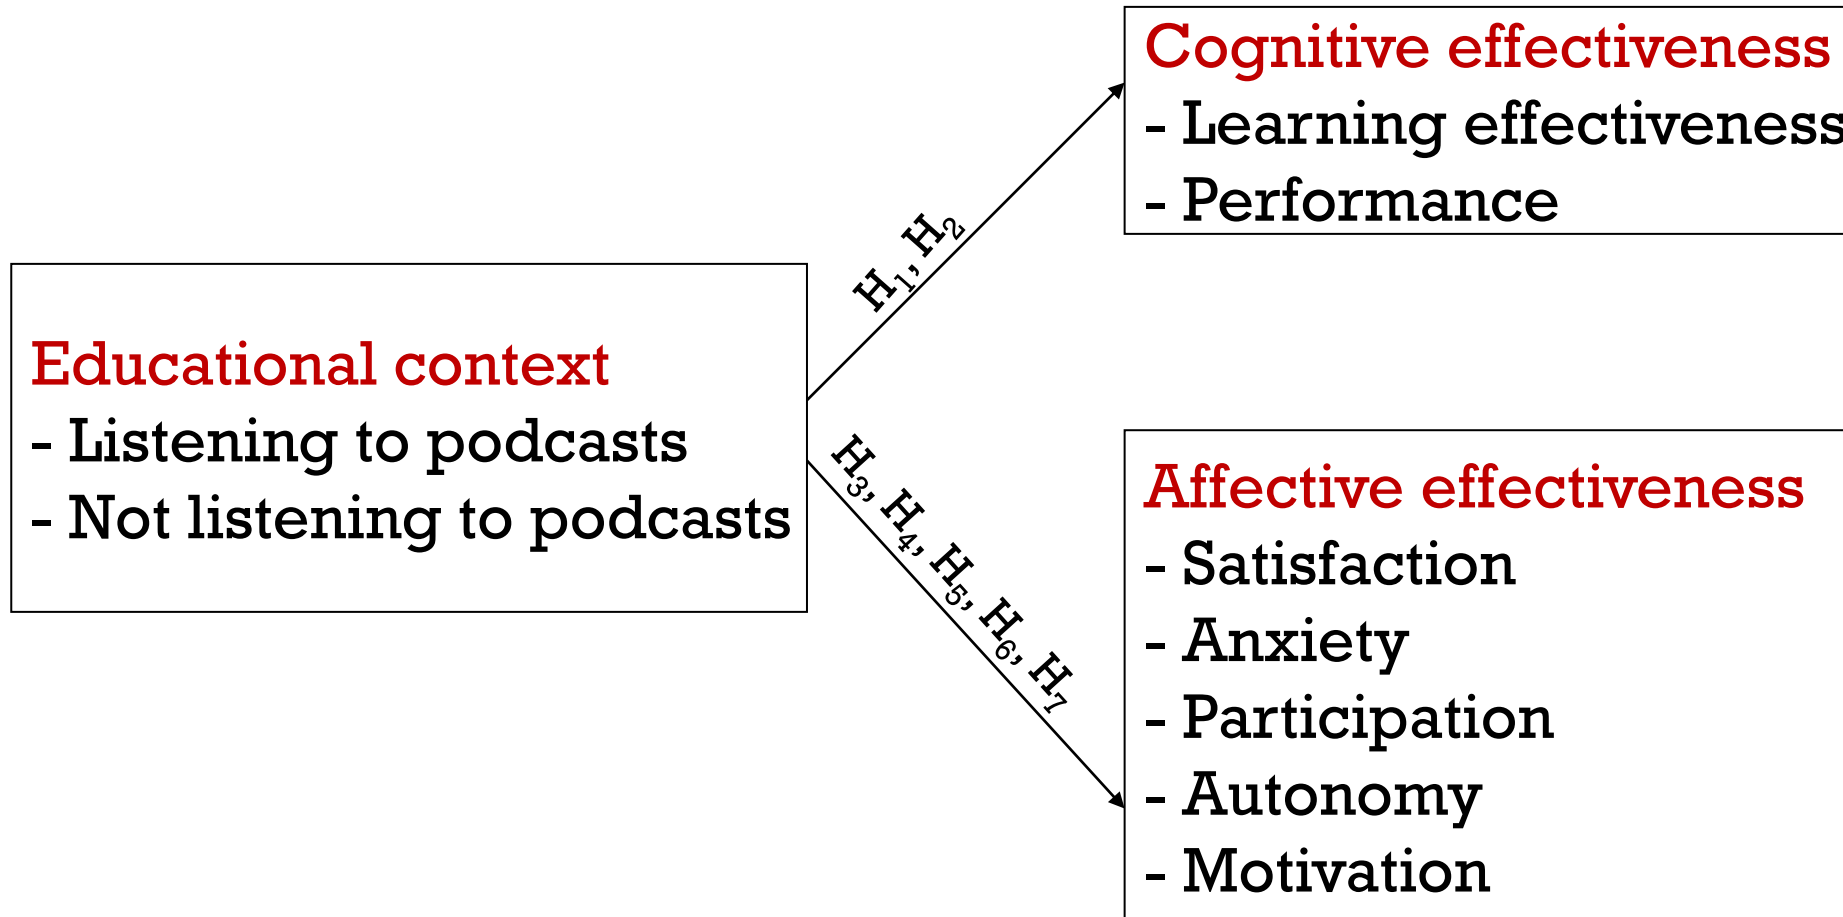 Cognitive effectiveness
- Learning effectiveness
- Performance
H₁, H₂
Educational context
- Listening to podcasts
- Not listening to podcasts
H₃, H₄, H₅, H₆, H₇
Affective effectiveness
- Satisfaction
- Anxiety
- Participation
- Autonomy
- Motivation